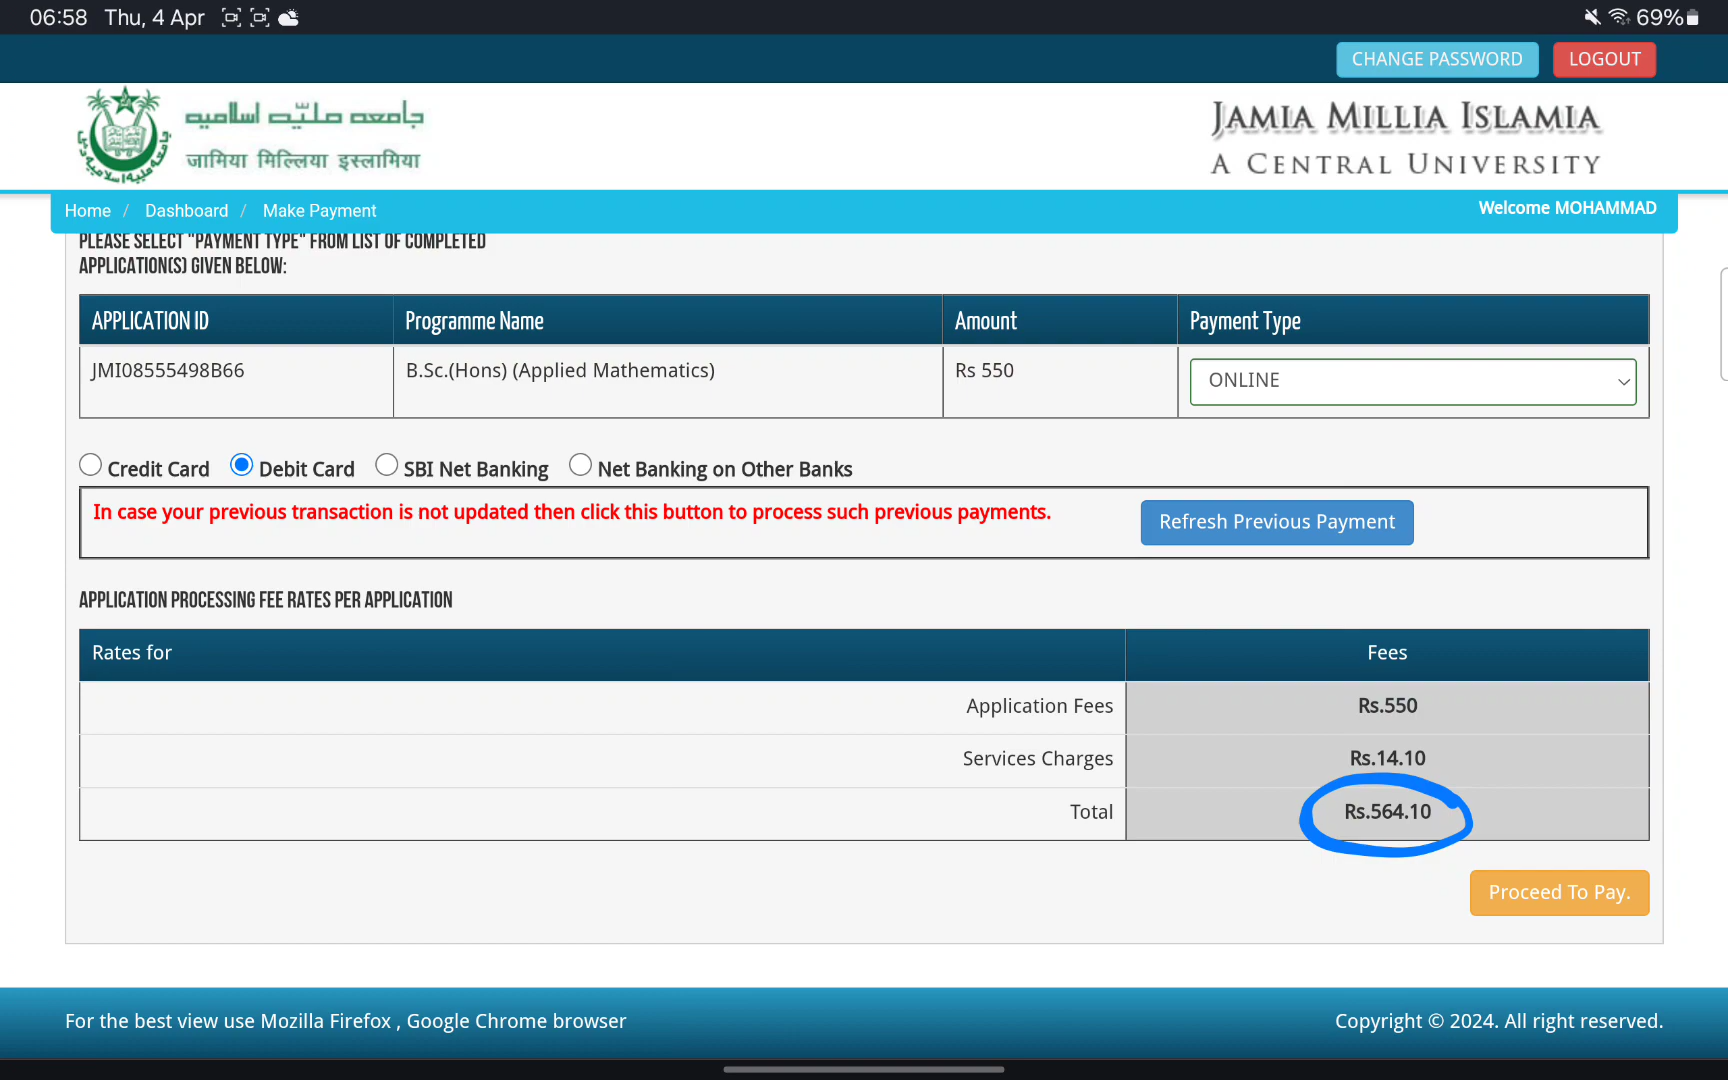 06:58 Thu, 4 Apr 69%
CHANGE PASSWORD LOGOUT
جامعه ملیّہ اسلامیہ
जामिया मिल्लिया इस्लामिया
JAMIA MILLIA ISLAMIA
A CENTRAL UNIVERSITY
Home / Dashboard / Make Payment Welcome MOHAMMAD
PLEASE SELECT "PAYMENT TYPE" FROM LIST OF COMPLETED
APPLICATION(S) GIVEN BELOW:
APPLICATION ID Programme Name Amount Payment Type
JMI08555498B66 B.Sc.(Hons) (Applied Mathematics) Rs 550 ONLINE
Credit Card Debit Card SBI Net Banking Net Banking on Other Banks
In case your previous transaction is not updated then click this button to process such previous payments. Refresh Previous Payment
APPLICATION PROCESSING FEE RATES PER APPLICATION
Rates for Fees
Application Fees Rs.550
Services Charges Rs.14.10
Total Rs.564.10
Proceed To Pay.
For the best view use Mozilla Firefox , Google Chrome browser Copyright © 2024. All right reserved.